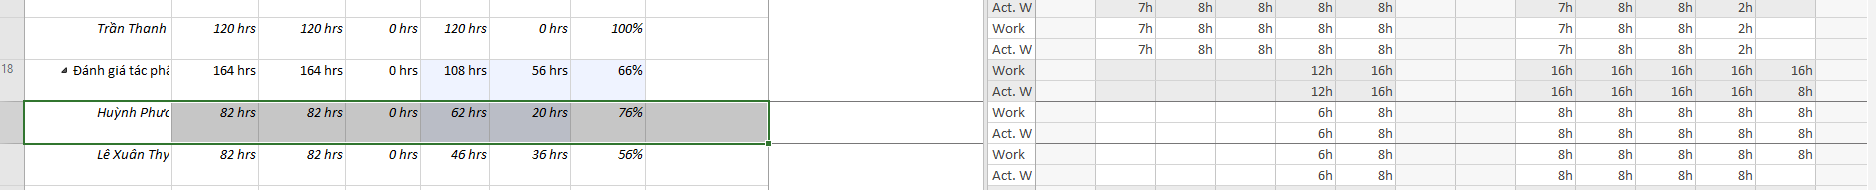 Act. W 7h 8h 8h 8h 8h 7h 8h 8h 2h
Trần Thanh 120 hrs 120 hrs 0 hrs 120 hrs 0 hrs 100% Work 7h 8h 8h 8h 8h 7h 8h 8h 2h
Act. W 7h 8h 8h 8h 8h 7h 8h 8h 2h
18 Đánh giá tác phẩ 164 hrs 164 hrs 0 hrs 108 hrs 56 hrs 66% Work 12h 16h 16h 16h 16h 16h 16h
Act. W 12h 16h 16h 16h 16h 16h 8h
Huỳnh Phươ 82 hrs 82 hrs 0 hrs 62 hrs 20 hrs 76% Work 6h 8h 8h 8h 8h 8h 8h
Act. W 6h 8h 8h 8h 8h 8h 8h
Lê Xuân Thy 82 hrs 82 hrs 0 hrs 46 hrs 36 hrs 56% Work 6h 8h 8h 8h 8h 8h 8h
Act. W 6h 8h 8h 8h 8h 8h